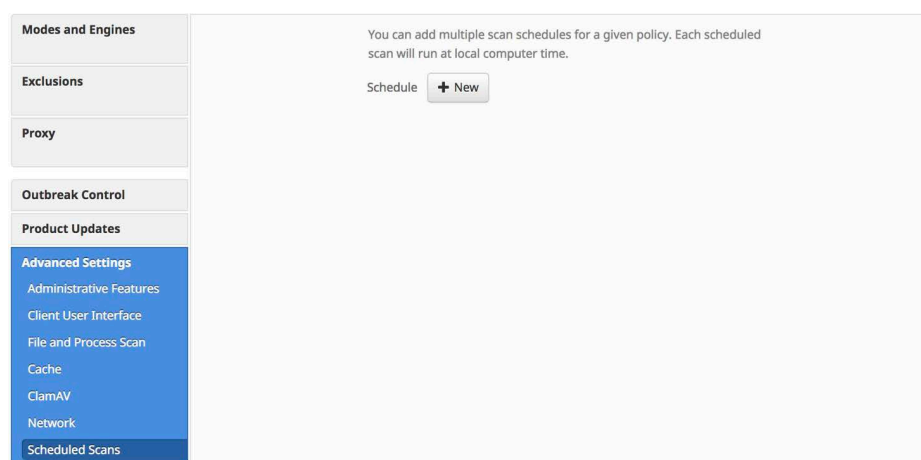 Modes and Engines
Exclusions
Proxy
Outbreak Control
Product Updates
Advanced Settings
Administrative Features
Client User Interface
File and Process Scan
Cache
ClamAV
Network
Scheduled Scans
You can add multiple scan schedules for a given policy. Each scheduled
scan will run at local computer time.
Schedule + New